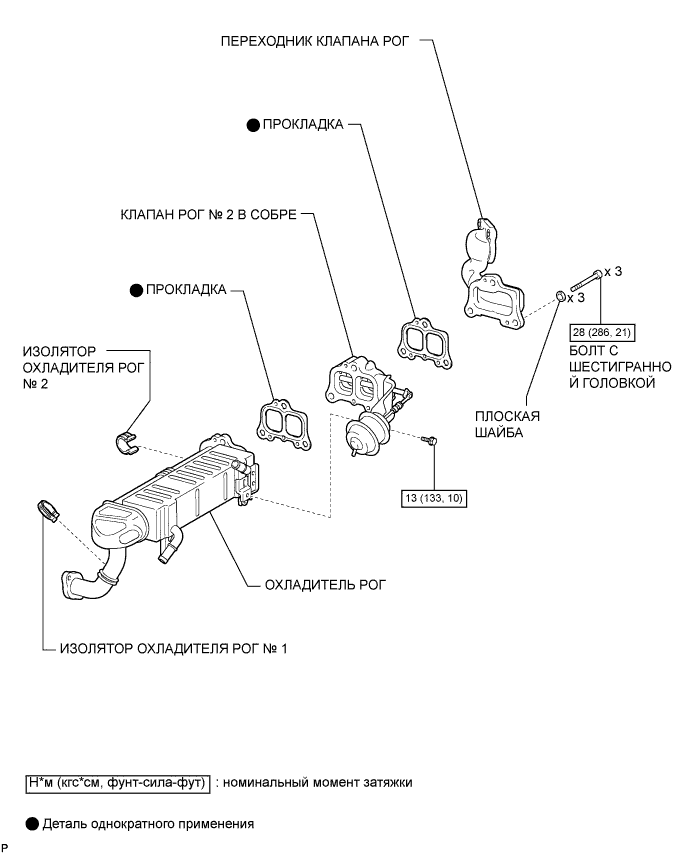 ПЕРЕХОДНИК КЛАПАНА РОГ
ПРОКЛАДКА
КЛАПАН РОГ № 2 В СОБРЕ
x 3
ПРОКЛАДКА
x 3
28 (286, 21)
ИЗОЛЯТОР
ОХЛАДИТЕЛЯ РОГ
№ 2
БОЛТ С
ШЕСТИГРАННО
Й ГОЛОВКОЙ
ПЛОСКАЯ
ШАЙБА
13 (133, 10)
ОХЛАДИТЕЛЬ РОГ
ИЗОЛЯТОР ОХЛАДИТЕЛЯ РОГ № 1
Н*м (кгс*см, фунт-сила-фут) : номинальный момент затяжки
Деталь однократного применения
P